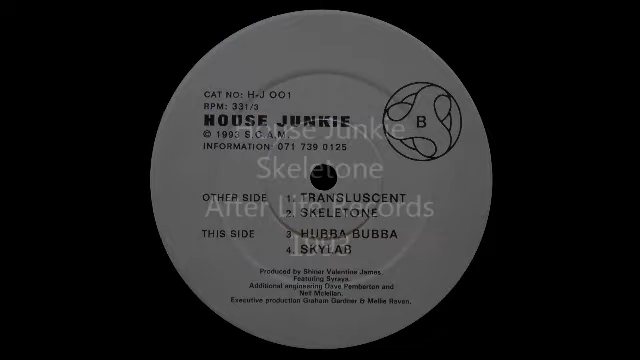 CAT NO: H-J 001
RPM: 33 1/3
HOUSE JUNKIE
© 1993 S.C.A.M.
INFORMATION: 071 739 0125
B
House Junkie
Skeletone
After Life Records
OTHER SIDE 1. TRANSLUSCENT
2. SKELETONE
THIS SIDE 3. HUBBA BUBBA
4. SKYLAB
Produced by Shiner Valentine James.
Featuring Syraya.
Additional engineering Dave Pemberton and
Neil Mclellan.
Executive production Graham Gardner & Mellie Raven.